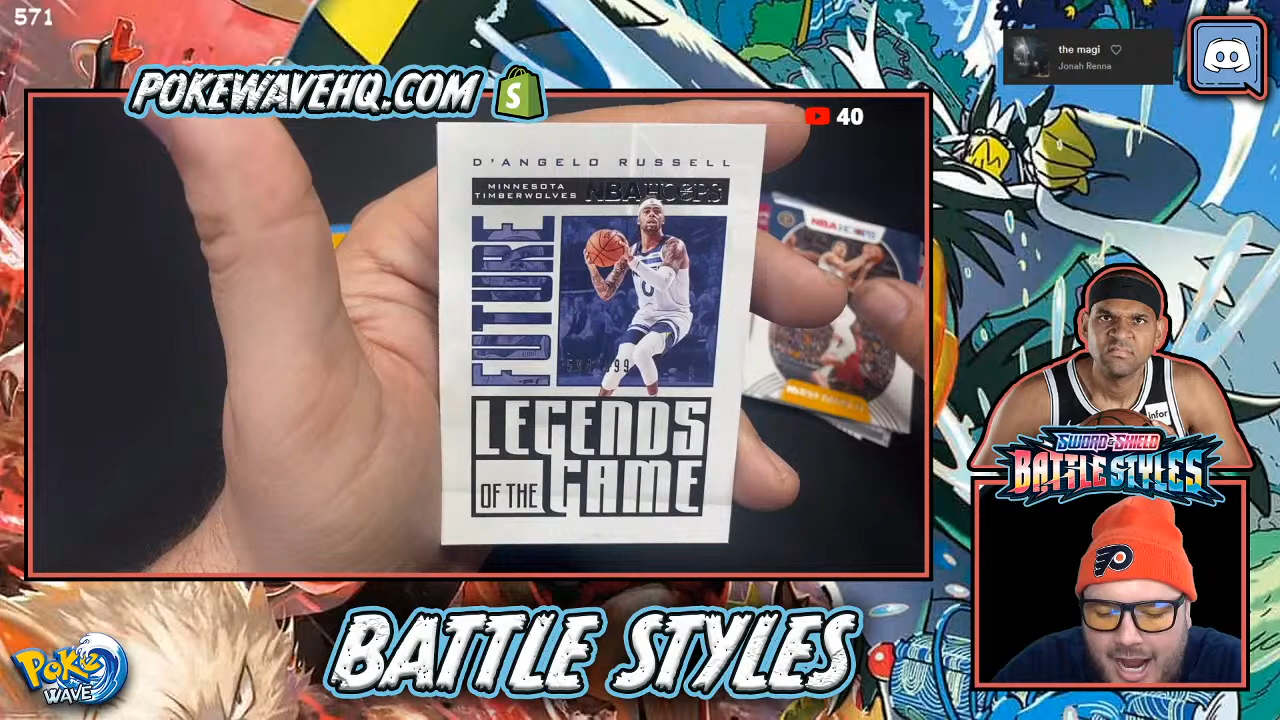 571
POKEWAVEHQ.COM
S
the magi
Jonah Renna
40
D'ANGELO RUSSELL
MINNESOTA
TIMBERWOLVES
NBA HOOPS
FUTURE
LEGENDS
OF THE GAME
NBA HOOPS
infor
SWORD & SHIELD
BATTLE STYLES
BATTLE STYLES
POKE
WAVE